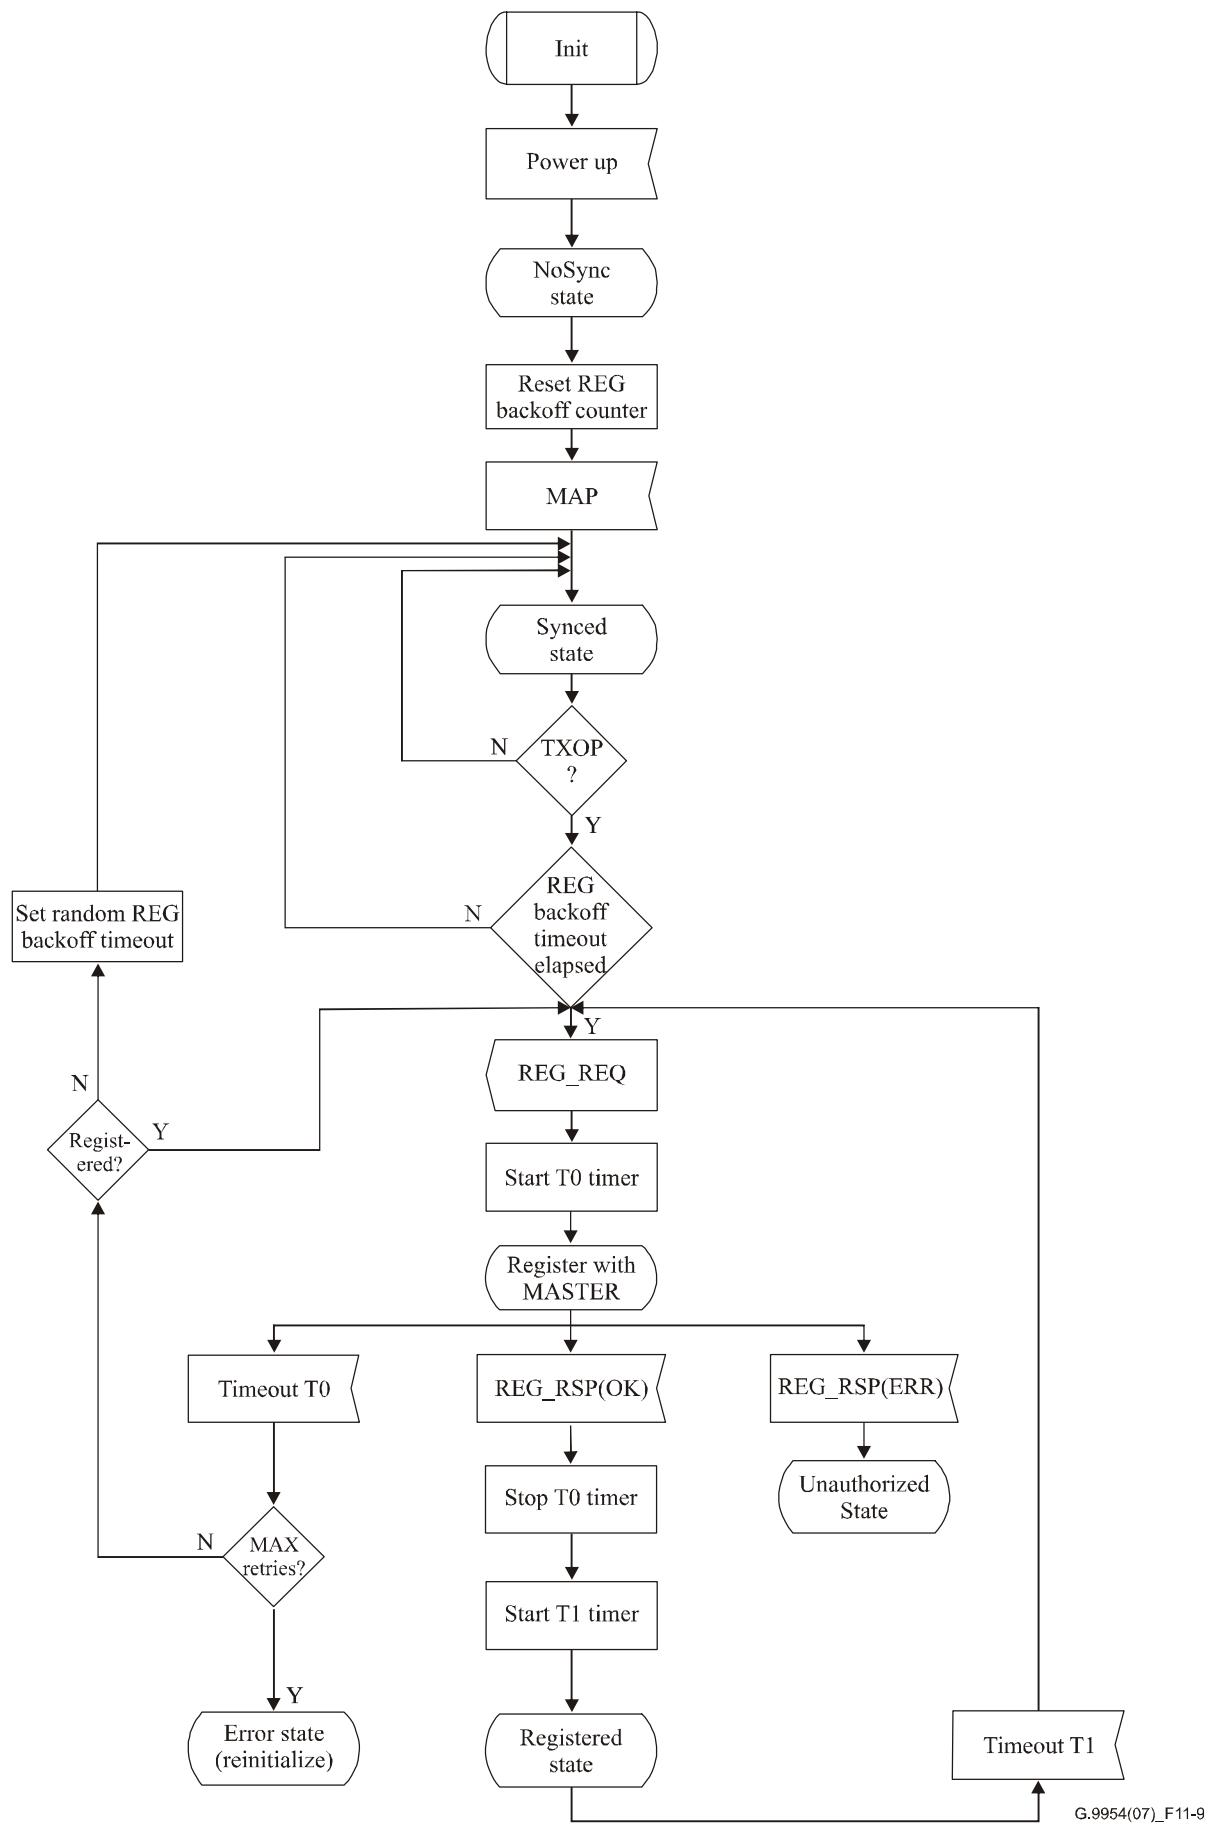 Init
Power up
NoSync
state
Reset REG
backoff counter
MAP
Synced
state
N
TXOP
?
Y
N
REG
backoff
timeout
elapsed
Set random REG
backoff timeout
Y
N
REG_REQ
Regist-
ered?
Y
Start T0 timer
Register with
MASTER
Timeout T0
REG_RSP(OK)
REG_RSP(ERR)
Stop T0 timer
Unauthorized
State
N
MAX
retries?
Start T1 timer
Y
Error state
(reinitialize)
Registered
state
Timeout T1
G.9954(07)_F11-9